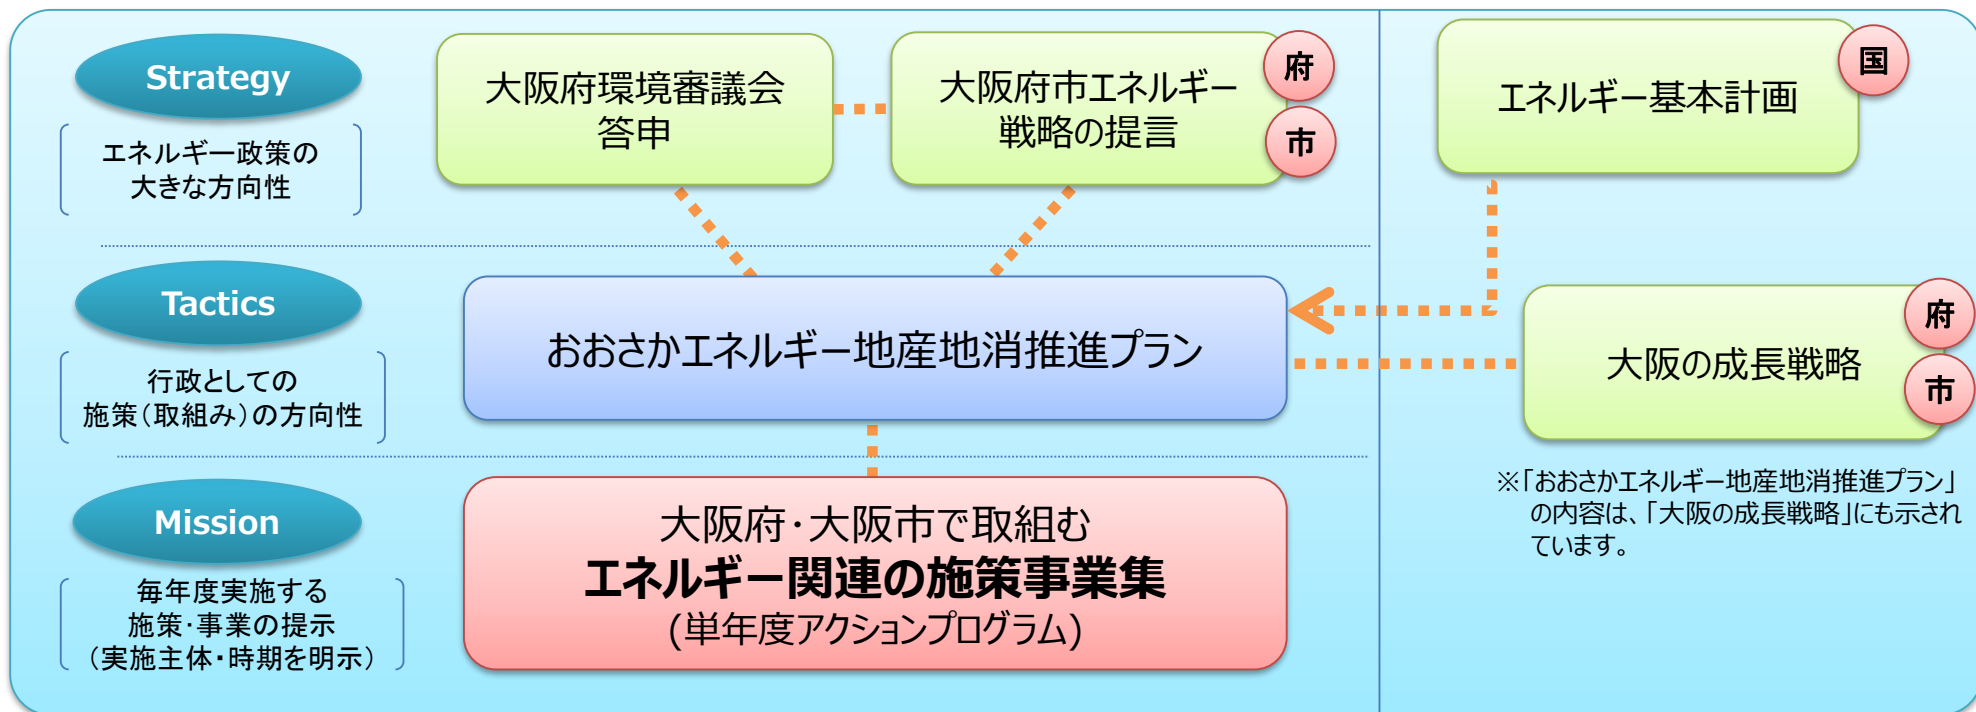 Strategy
エネルギー政策の
大きな方向性
大阪府環境審議会
答申
大阪府市エネルギー
戦略の提言
府
市
エネルギー基本計画
国
Tactics
行政としての
施策（取組み）の方向性
おおさかエネルギー地産地消推進プラン
大阪の成長戦略
府
市
※「おおさかエネルギー地産地消推進プラン」
の内容は、「大阪の成長戦略」にも示され
ています。
Mission
毎年度実施する
施策・事業の提示
（実施主体・時期を明示）
大阪府・大阪市で取組む
エネルギー関連の施策事業集
(単年度アクションプログラム)